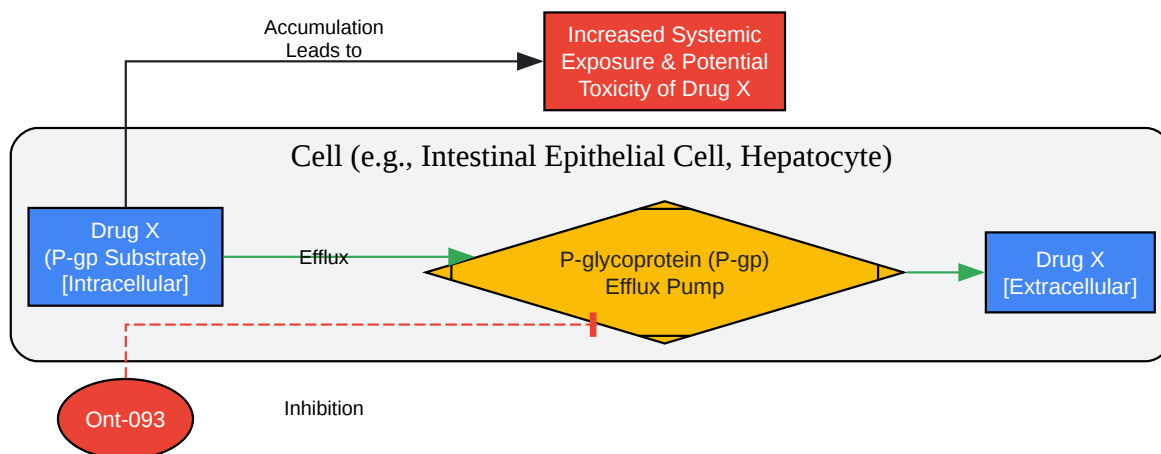 Accumulation
Leads to
Increased Systemic
Exposure & Potential
Toxicity of Drug X
Cell (e.g., Intestinal Epithelial Cell, Hepatocyte)
Drug X
(P-gp Substrate)
[Intracellular]
Efflux
P-glycoprotein (P-gp)
Efflux Pump
Drug X
[Extracellular]
Ont-093
Inhibition